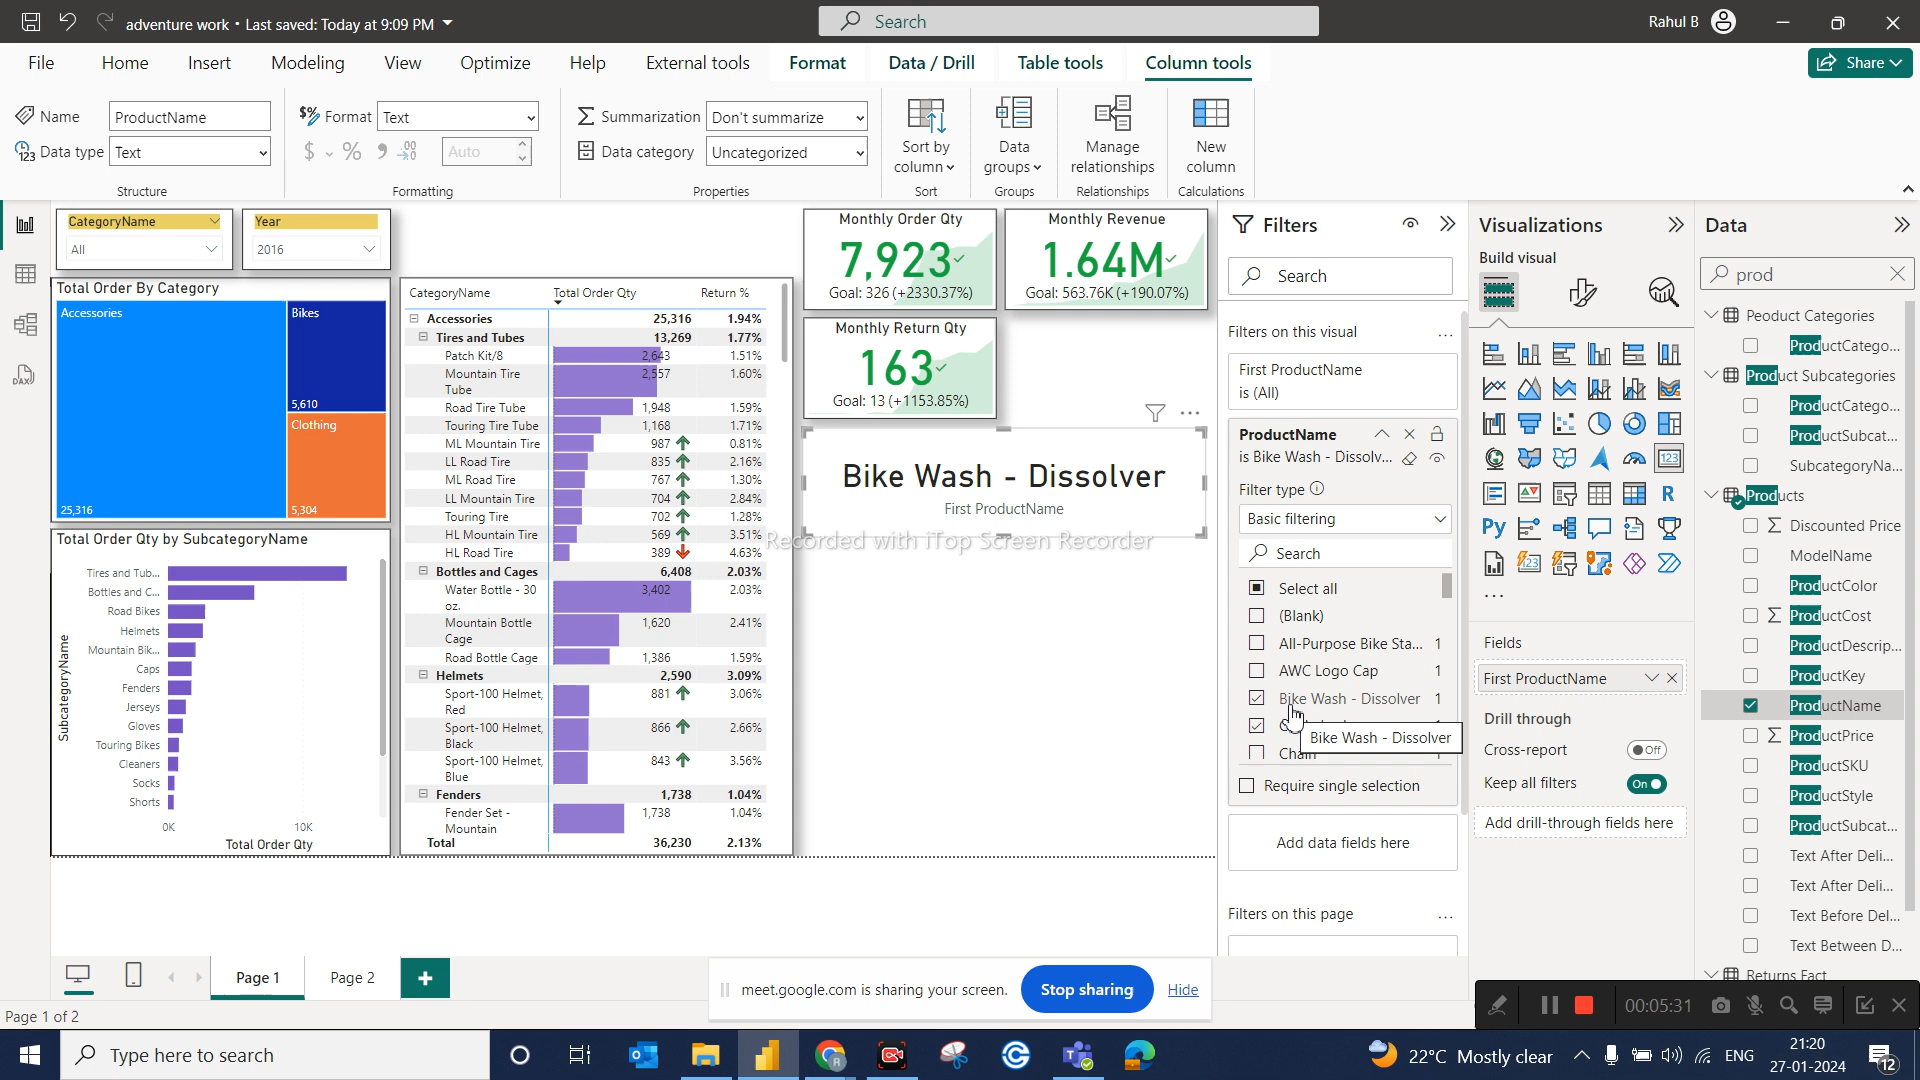 adventure work • Last saved: Today at 9:09 PM
Search
Rahul B
File Home Insert Modeling View Optimize Help External tools Format Data / Drill Table tools Column tools
Share
Name ProductName
Format Text
Summarization Don't summarize
Data type Text
$ % 9 .00 Auto
Data category Uncategorized
Sort by column
Data groups
Manage relationships
New column
Structure Formatting Properties Sort Groups Relationships Calculations
CategoryName
All
Year
2016
Total Order By Category
Accessories
25,316
Bikes
5,610
Clothing
5,304
Total Order Qty by SubcategoryName
SubcategoryName
Tires and Tub...
Bottles and C...
Road Bikes
Helmets
Mountain Bik...
Caps
Fenders
Jerseys
Gloves
Touring Bikes
Cleaners
Socks
Shorts
0K 10K
Total Order Qty
CategoryName Total Order Qty Return %
Accessories 25,316 1.94%
Tires and Tubes 13,269 1.77%
Patch Kit/8 2,643 1.51%
Mountain Tire Tube 2,557 1.60%
Road Tire Tube 1,948 1.59%
Touring Tire Tube 1,168 1.71%
ML Mountain Tire 987 0.81%
LL Road Tire 835 2.16%
ML Road Tire 767 1.30%
LL Mountain Tire 704 2.84%
Touring Tire 702 1.28%
HL Mountain Tire 569 3.51%
HL Road Tire 389 4.63%
Bottles and Cages 6,408 2.03%
Water Bottle - 30 oz. 3,402 2.03%
Mountain Bottle Cage 1,620 2.41%
Road Bottle Cage 1,386 1.59%
Helmets 2,590 3.09%
Sport-100 Helmet, Red 881 3.06%
Sport-100 Helmet, Black 866 2.66%
Sport-100 Helmet, Blue 843 3.56%
Fenders 1,738 1.04%
Fender Set - Mountain 1,738 1.04%
Total 36,230 2.13%
Monthly Order Qty
7,923
Goal: 326 (+2330.37%)
Monthly Revenue
1.64M
Goal: 563.76K (+190.07%)
Monthly Return Qty
163
Goal: 13 (+1153.85%)
Bike Wash - Dissolver
First ProductName
Recorded with iTop Screen Recorder
Filters
Search
Filters on this visual ...
First ProductName
is (All)
ProductName
is Bike Wash - Dissolv...
Filter type
Basic filtering
Search
Select all
(Blank)
All-Purpose Bike Sta... 1
AWC Logo Cap 1
Bike Wash - Dissolver 1
Bike Wash - Dissolver
Chain
Require single selection
Add data fields here
Filters on this page ...
Visualizations
Build visual
123
R
Py
...
Fields
First ProductName
Drill through
Cross-report Off
Keep all filters On
Add drill-through fields here
Data
prod
Peoduct Categories
ProductCatego...
Product Subcategories
ProductCatego...
ProductSubcat...
SubcategoryNa...
Products
Discounted Price
ModelName
ProductColor
ProductCost
ProductDescrip...
ProductKey
ProductName
ProductPrice
ProductSKU
ProductStyle
ProductSubcat...
Text After Deli...
Text After Deli...
Text Before Del...
Text Between D...
Returns Fact
Page 1 Page 2 +
meet.google.com is sharing your screen. Stop sharing Hide
Page 1 of 2
00:05:31
Type here to search
22°C Mostly clear
ENG
21:20
27-01-2024
12